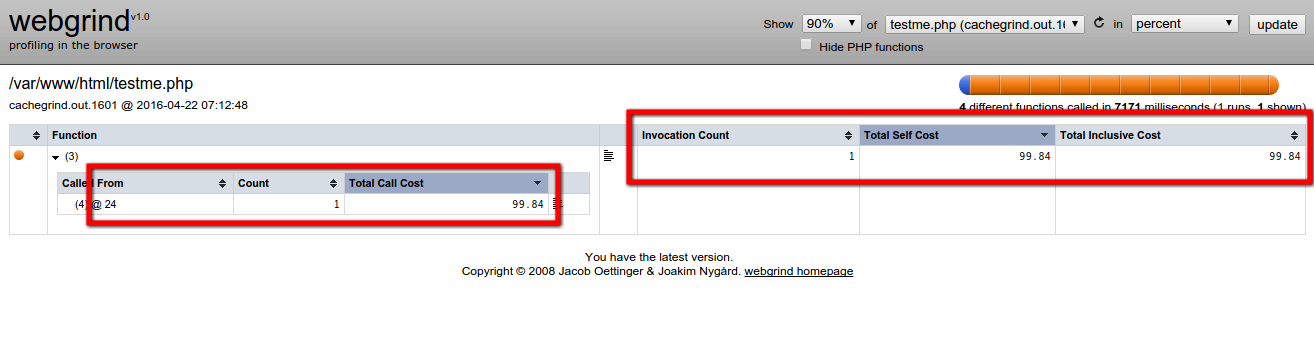 webgrind v1.0
profiling in the browser
Show 90% of testme.php (cachegrind.out.16 in percent update
Hide PHP functions
/var/www/html/testme.php
cachegrind.out.1601 @ 2016-04-22 07:12:48
4 different functions called in 7171 milliseconds (1 runs, 1 shown)
Function Invocation Count Total Self Cost Total Inclusive Cost
(3) 1 99.84 99.84
Called From Count Total Call Cost
(4) @ 24 1 99.84
You have the latest version.
Copyright © 2008 Jacob Oettinger & Joakim Nygård. webgrind homepage